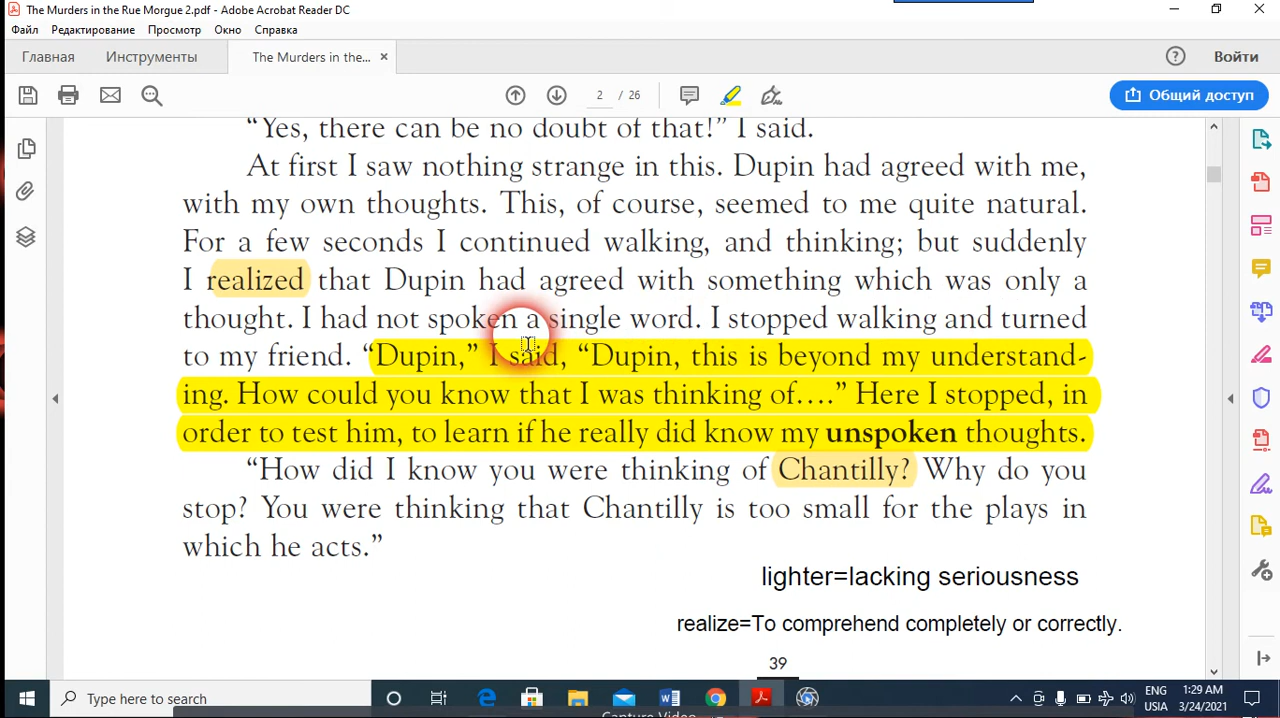 The Murders in the Rue Morgue 2.pdf - Adobe Acrobat Reader DC
Файл Редактирование Просмотр Окно Справка
Главная Инструменты The Murders in the... × Войти
2 / 26 Общий доступ
“Yes, there can be no doubt of that!” I said.
At first I saw nothing strange in this. Dupin had agreed with me,
with my own thoughts. This, of course, seemed to me quite natural.
For a few seconds I continued walking, and thinking; but suddenly
I realized that Dupin had agreed with something which was only a
thought. I had not spoken a single word. I stopped walking and turned
to my friend. “Dupin,” I said, “Dupin, this is beyond my understand-
ing. How could you know that I was thinking of….” Here I stopped, in
order to test him, to learn if he really did know my unspoken thoughts.
“How did I know you were thinking of Chantilly? Why do you
stop? You were thinking that Chantilly is too small for the plays in
which he acts.”
lighter=lacking seriousness
realize=To comprehend completely or correctly.
39
Type here to search
ENG
USIA
1:29 AM
3/24/2021
Capture Video